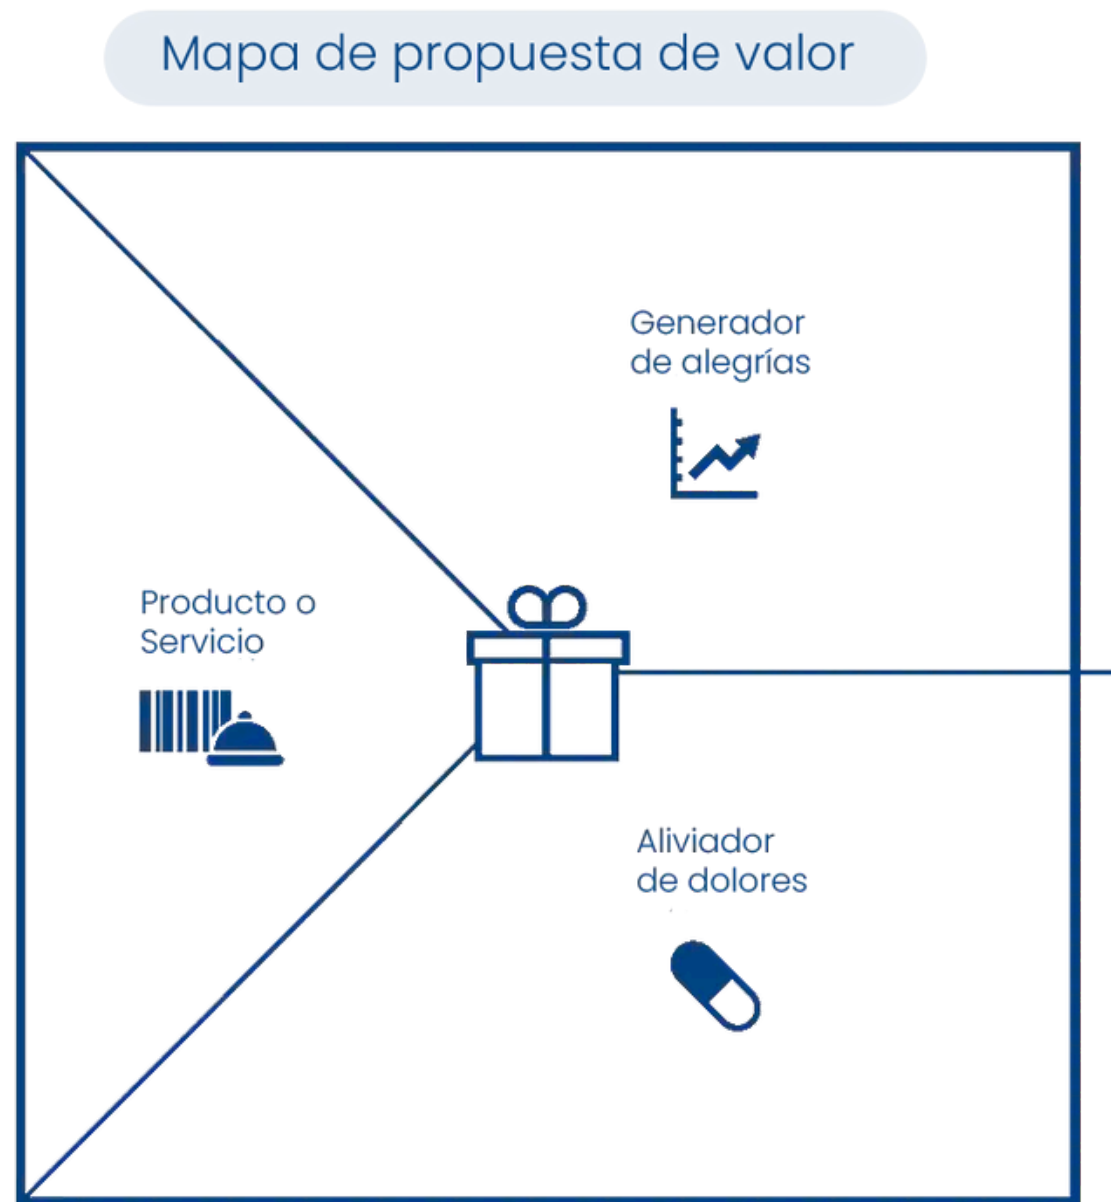 Mapa de propuesta de valor
Generador
de alegrías
Producto o
Servicio
Aliviador
de dolores